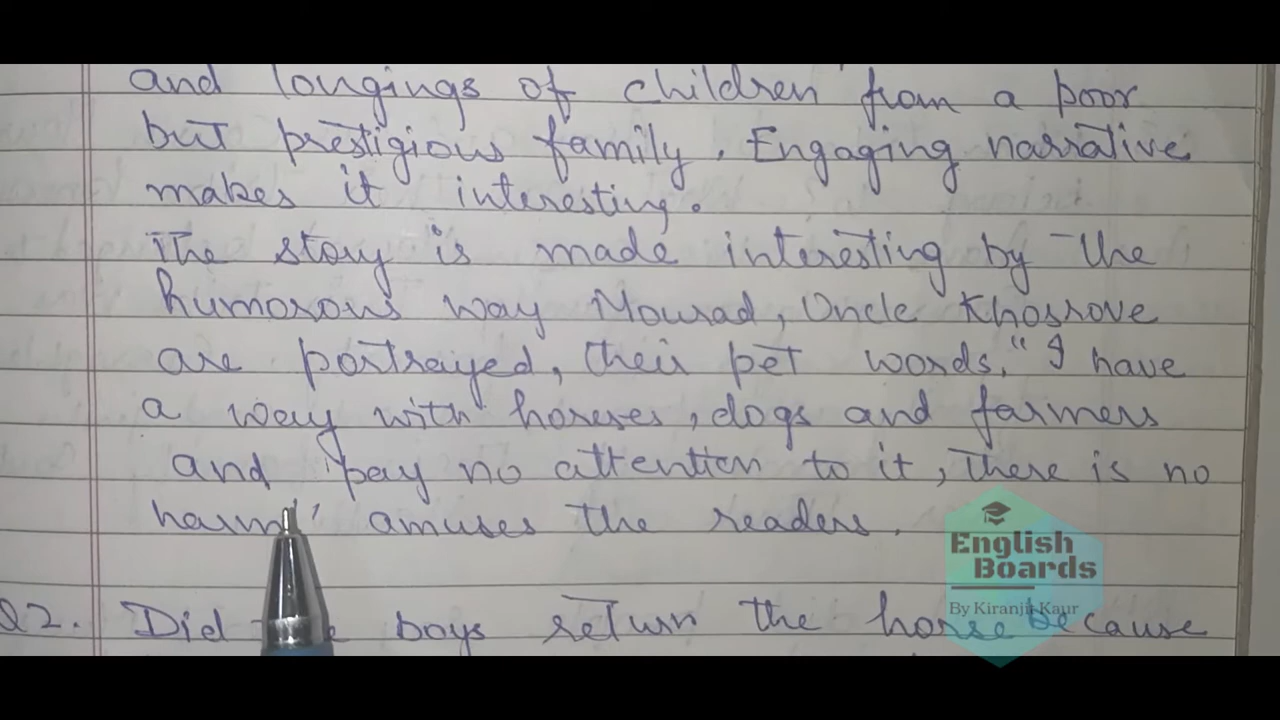 and longings of children from a poor
but prestigious family. Engaging narrative
makes it interesting.
The story is made interesting by the
humorous way Mourad, Uncle Khosrove
are portrayed, their pet words. "I have
a way with horses, dogs and farmers
and pay no attention to it, there is no
harm" amuses the readers.
English
Boards
By Kiranjit Kaur
Q2. Did boys return the horse because